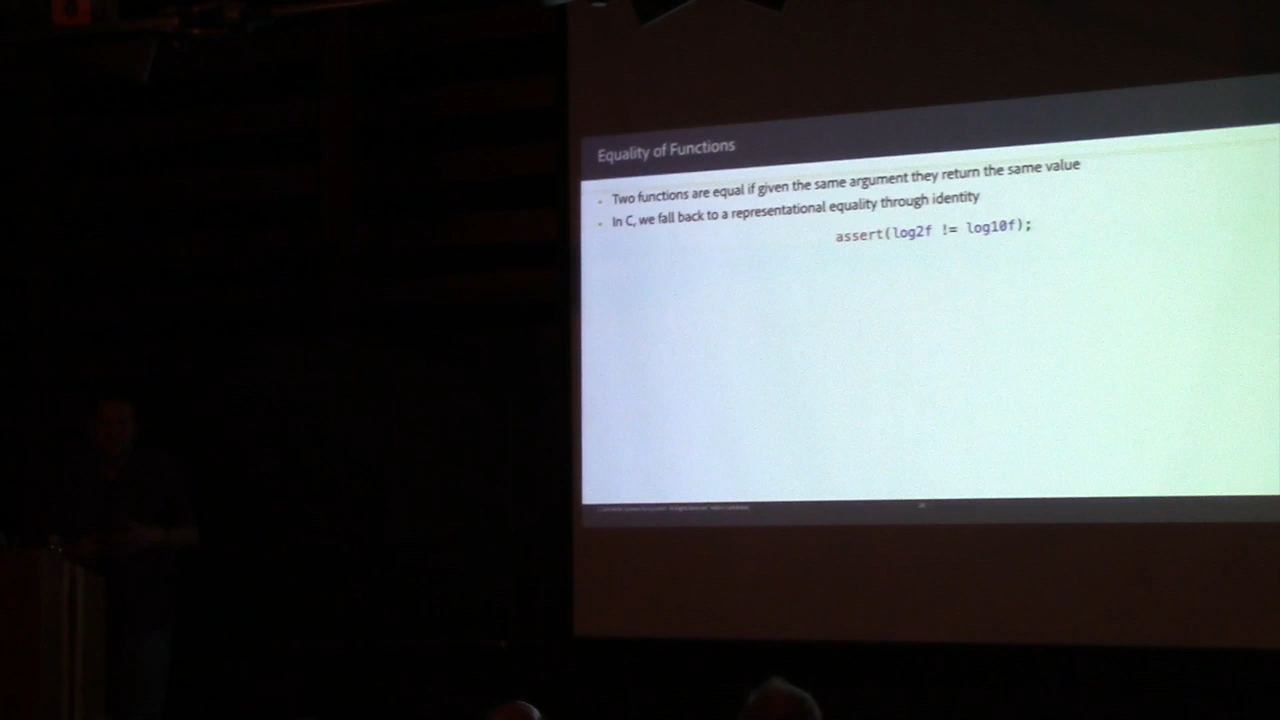 Equality of Functions
Two functions are equal if given the same argument they return the same value
In C, we fall back to a representational equality through identity
assert(log2f != log10f);